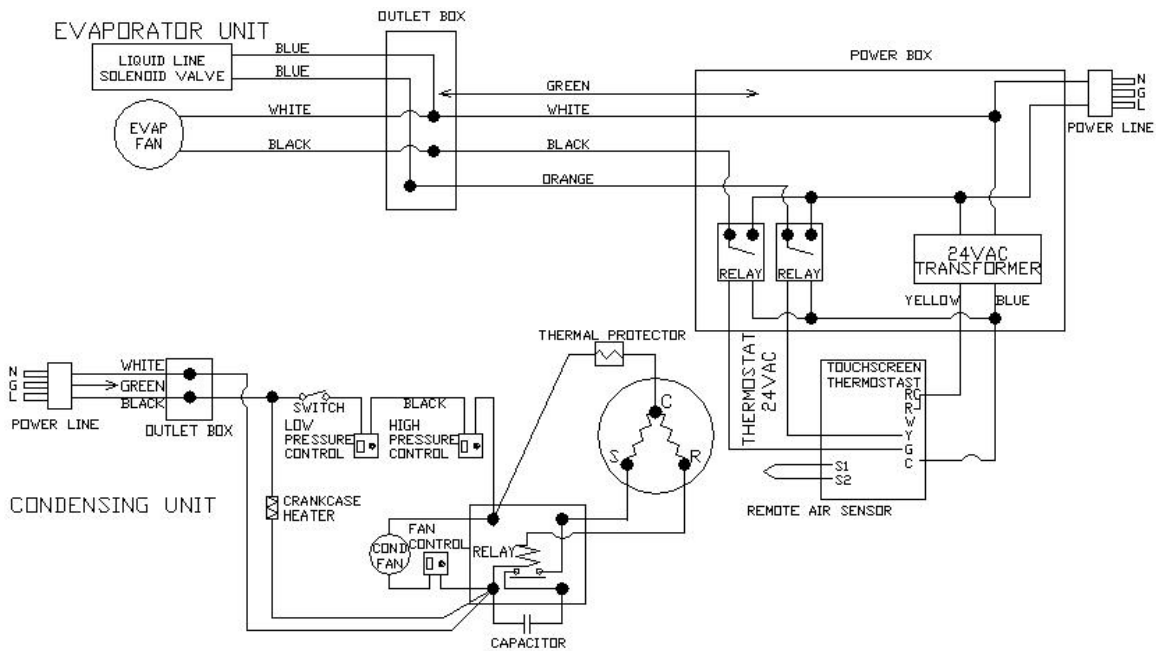 OUTLET BOX
EVAPORATOR UNIT
LIQUID LINE
SOLENOID VALVE
BLUE
BLUE
WHITE
BLACK
EVAP
FAN
GREEN
WHITE
BLACK
ORANGE
POWER BOX
N
G
L
POWER LINE
RELAY
RELAY
24VAC
TRANSFORMER
YELLOW
BLUE
THERMOSTAT
24VAC
TOUCHSCREEN
THERMOSTAST
RC
R
W
Y
G
C
S1
S2
REMOTE AIR SENSOR
THERMAL PROTECTOR
C
S
R
N
G
L
POWER LINE
WHITE
GREEN
BLACK
OUTLET BOX
SWITCH
LOW
PRESSURE
CONTROL
BLACK
HIGH
PRESSURE
CONTROL
CONDENSING UNIT
CRANKCASE
HEATER
COND
FAN
FAN
CONTROL
RELAY
CAPACITOR